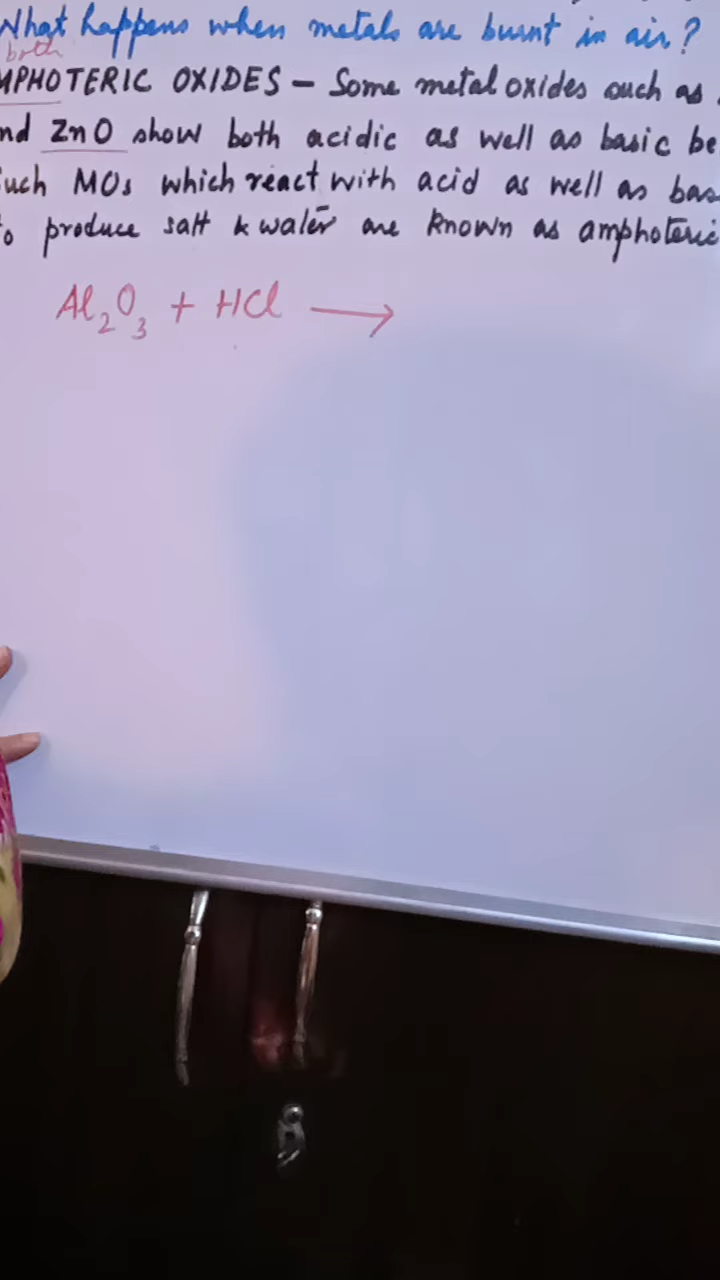 What happens when metals are burnt in air?
both
MPHOTERIC OXIDES – Some metal oxides such as
nd ZnO show both acidic as well as basic be
uch MOs which react with acid as well as bas
to produce salt & water are known as amphoteric
Al₂O₃ + HCl ⟶